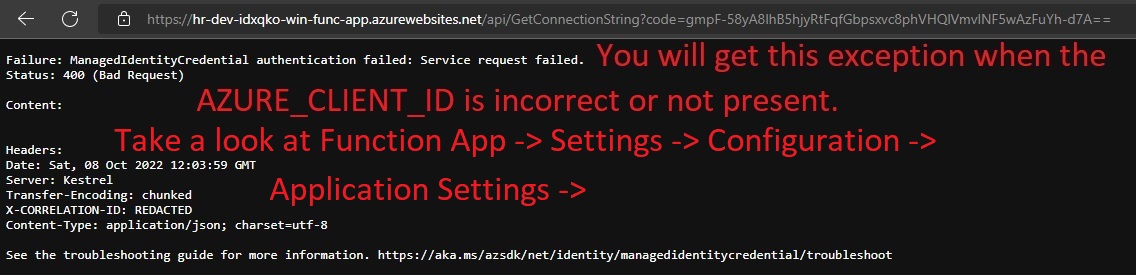 https://hr-dev-idxqko-win-func-app.azurewebsites.net/api/GetConnectionString?code=gmpF-58yA8lhB5hjyRtFqfGbpsxvc8phVHQlVmvlNF5wAzFuYh-d7A==
Failure: ManagedIdentityCredential authentication failed: Service request failed. You will get this exception when the
Status: 400 (Bad Request)
Content: AZURE_CLIENT_ID is incorrect or not present.
Take a look at Function App -> Settings -> Configuration ->
Headers:
Date: Sat, 08 Oct 2022 12:03:59 GMT
Server: Kestrel
Application Settings ->
Transfer-Encoding: chunked
X-CORRELATION-ID: REDACTED
Content-Type: application/json; charset=utf-8
See the troubleshooting guide for more information. https://aka.ms/azsdk/net/identity/managedidentitycredential/troubleshoot